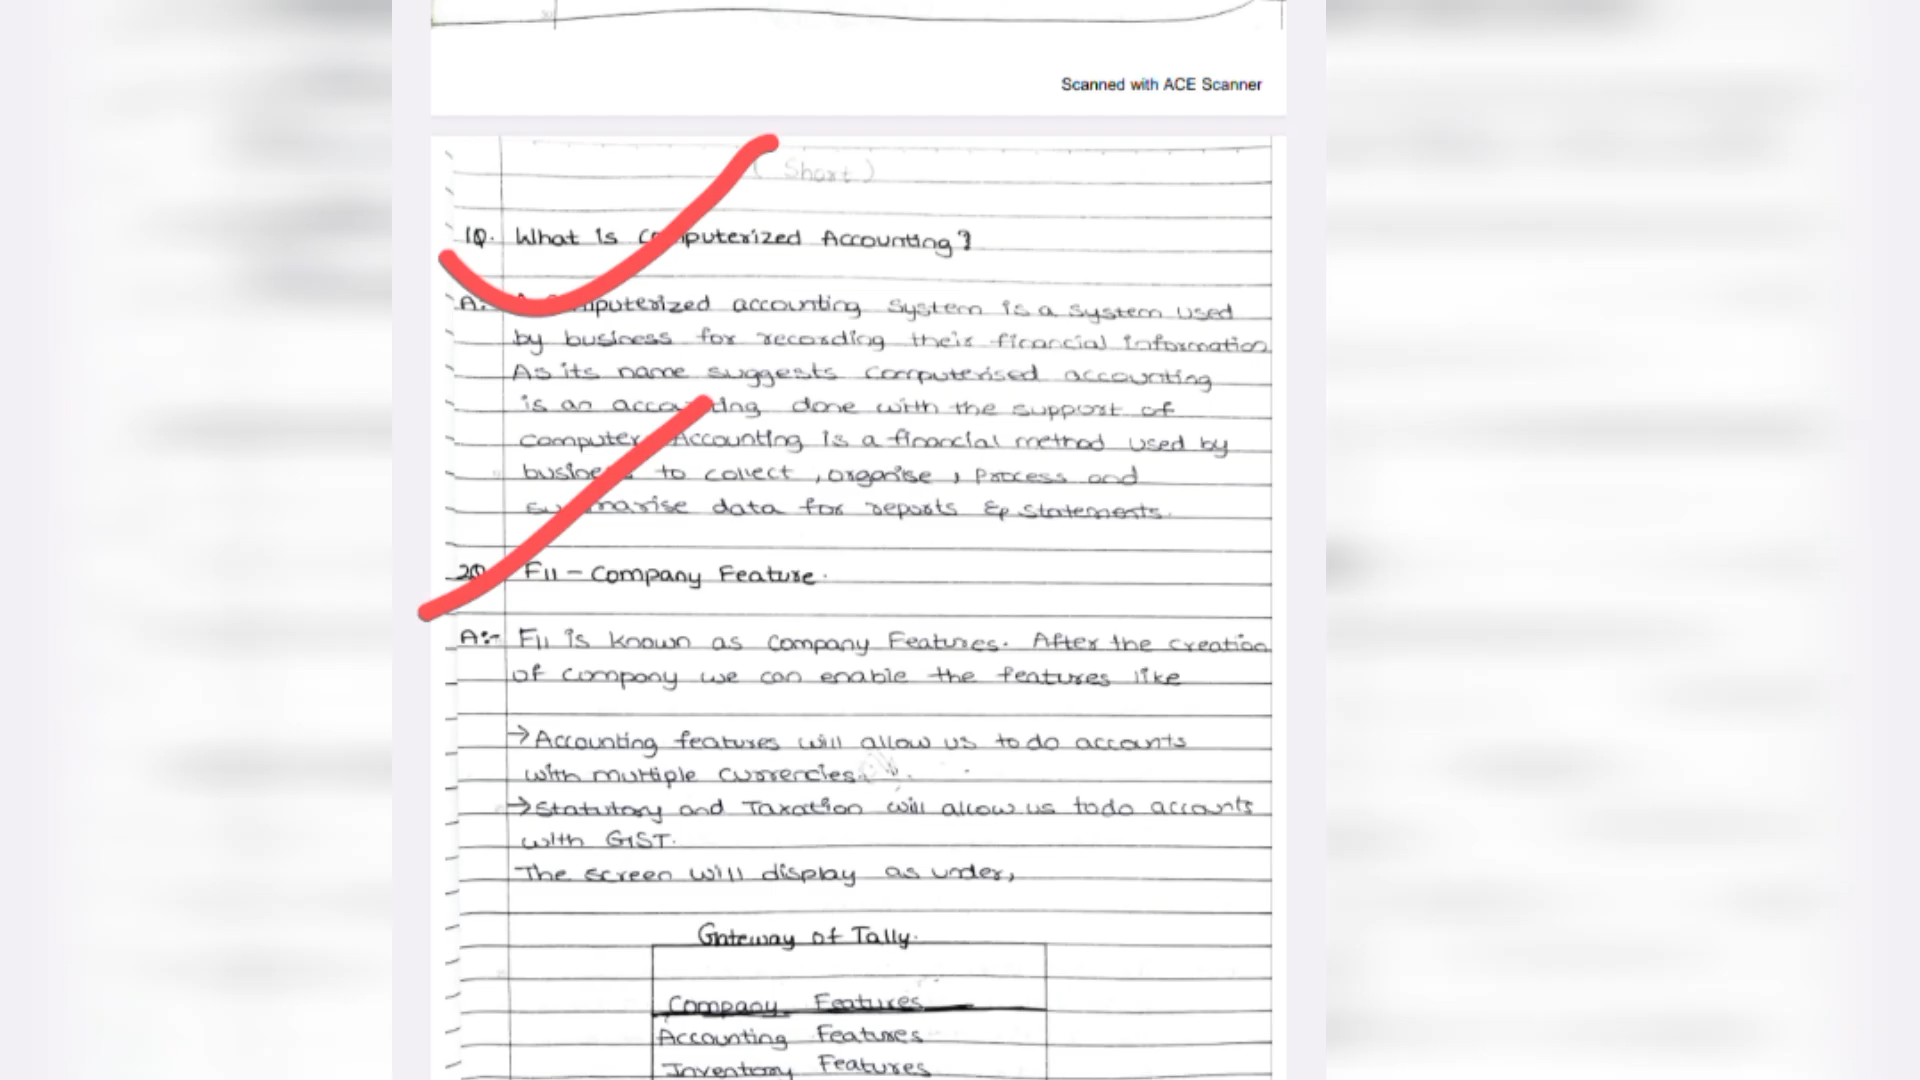 Scanned with ACE Scanner
(Short)
1Q. What is Computerized Accounting?
A:- A computerized accounting system is a system used
by business for recording their financial information
As its name suggests computerised accounting
is an accounting done with the support of
computer. Accounting is a financial method used by
business to collect, organise, process and
summarise data for reports & statements.
2Q. F11 - Company Feature.
A:- F11 is known as company Features. After the creation
of company we can enable the features like
→ Accounting features will allow us to do accounts
with multiple currencies.
→ Statutory and Taxation will allow us to do accounts
with GST.
The screen will display as under,
Gateway of Tally.
Company Features
Accounting Features
Inventory Features